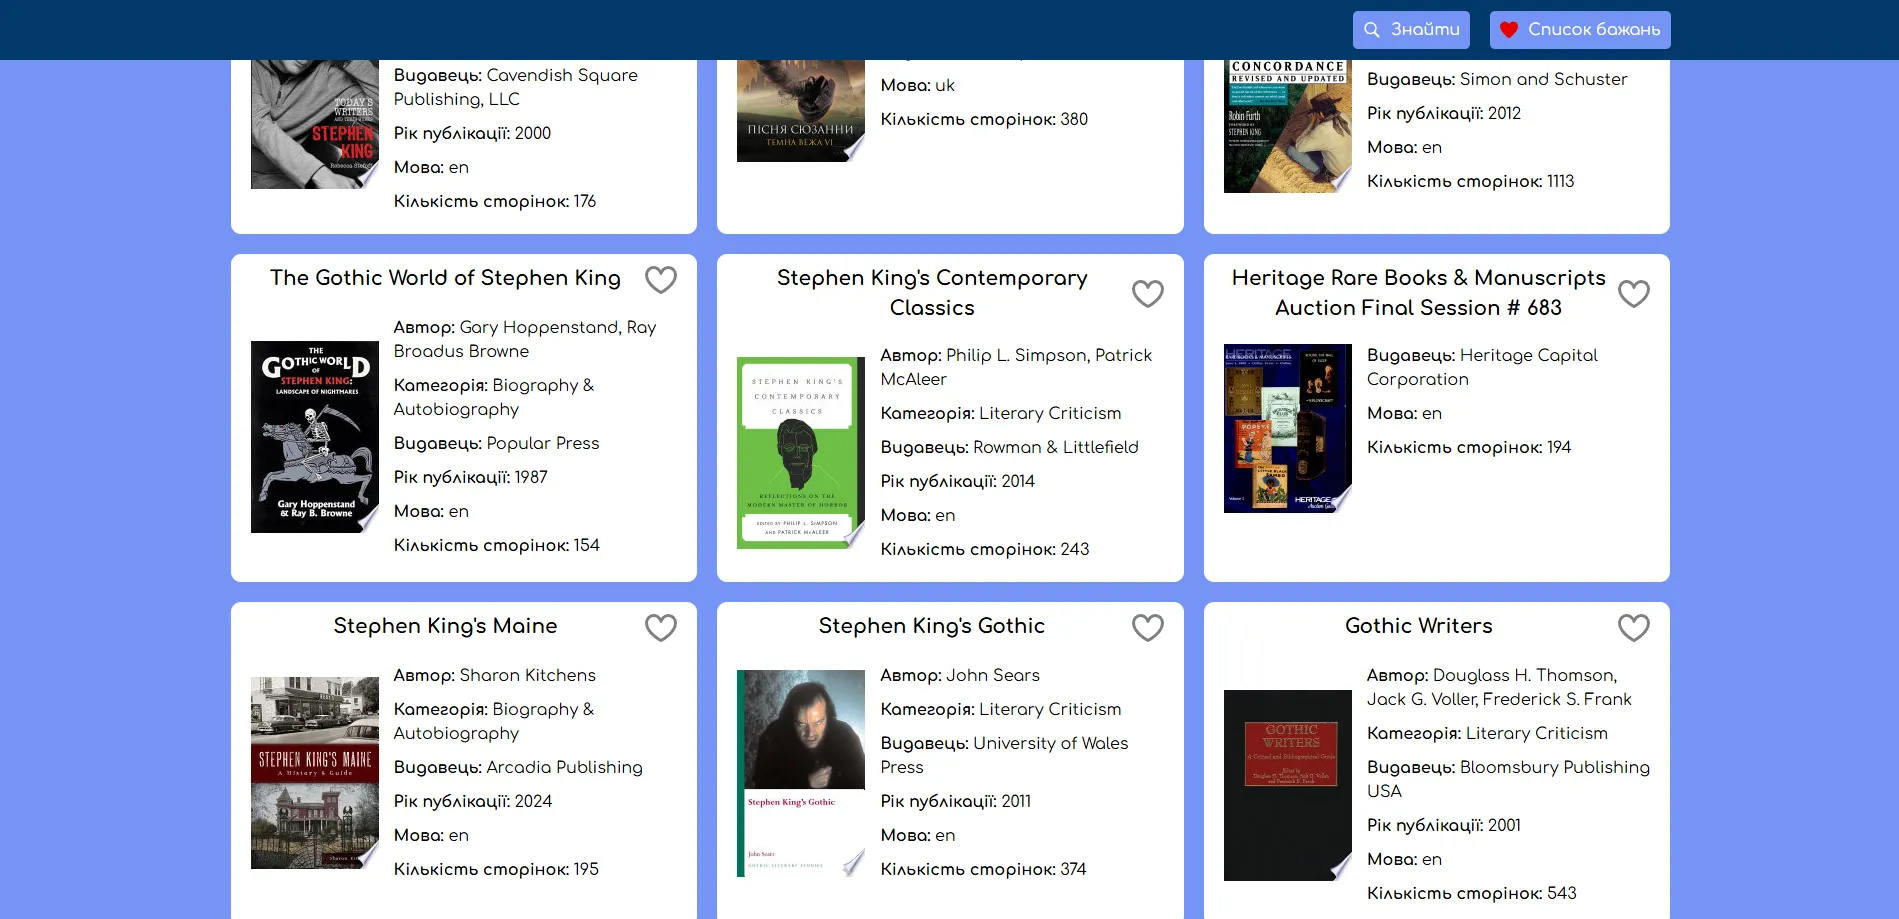 Знайти
Список бажань
TODAY'S
WRITERS
STEPHEN
KING
Rebecca Stefoff
Видавець: Cavendish Square
Publishing, LLC
Рік публікації: 2000
Мова: en
Кількість сторінок: 176
ПІСНЯ СЮЗАННИ
ТЕМНА ВЕЖА VI
Мова: uk
Кількість сторінок: 380
CONCORDANCE
REVISED AND UPDATED
Robin Furth
STEPHEN KING
Видавець: Simon and Schuster
Рік публікації: 2012
Мова: en
Кількість сторінок: 1113
The Gothic World of Stephen King
THE
GOTHIC WORLD
OF
STEPHEN KING:
LANDSCAPE OF NIGHTMARES
Gary Hoppenstand
& Ray B. Browne
Автор: Gary Hoppenstand, Ray
Broadus Browne
Категорія: Biography &
Autobiography
Видавець: Popular Press
Рік публікації: 1987
Мова: en
Кількість сторінок: 154
Stephen King's Contemporary
Classics
STEPHEN KING'S
CONTEMPORARY
CLASSICS
REFLECTIONS ON THE
MODERN MASTER OF HORROR
EDITED BY PHILIP L. SIMPSON
AND PATRICK McALEER
Автор: Philip L. Simpson, Patrick
McAleer
Категорія: Literary Criticism
Видавець: Rowman & Littlefield
Рік публікації: 2014
Мова: en
Кількість сторінок: 243
Heritage Rare Books & Manuscripts
Auction Final Session # 683
HERITAGE
POPEYE
HERITAGE
Видавець: Heritage Capital
Corporation
Мова: en
Кількість сторінок: 194
Stephen King's Maine
STEPHEN KING'S MAINE
A History & Guide
Автор: Sharon Kitchens
Категорія: Biography &
Autobiography
Видавець: Arcadia Publishing
Рік публікації: 2024
Мова: en
Кількість сторінок: 195
Stephen King's Gothic
Stephen King's Gothic
John Sears
GOTHIC LITERARY STUDIES
Автор: John Sears
Категорія: Literary Criticism
Видавець: University of Wales
Press
Рік публікації: 2011
Мова: en
Кількість сторінок: 374
Gothic Writers
GOTHIC
WRITERS
A Critical and Bibliographical Guide
Автор: Douglass H. Thomson,
Jack G. Voller, Frederick S. Frank
Категорія: Literary Criticism
Видавець: Bloomsbury Publishing
USA
Рік публікації: 2001
Мова: en
Кількість сторінок: 543